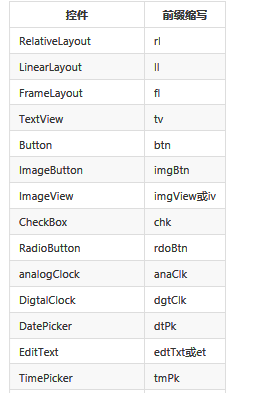 控件 前缀缩写
RelativeLayout rl
LinearLayout ll
FrameLayout fl
TextView tv
Button btn
ImageButton imgBtn
ImageView imgView或iv
CheckBox chk
RadioButton rdoBtn
analogClock anaClk
DigtalClock dgtClk
DatePicker dtPk
EditText edtTxt或et
TimePicker tmPk